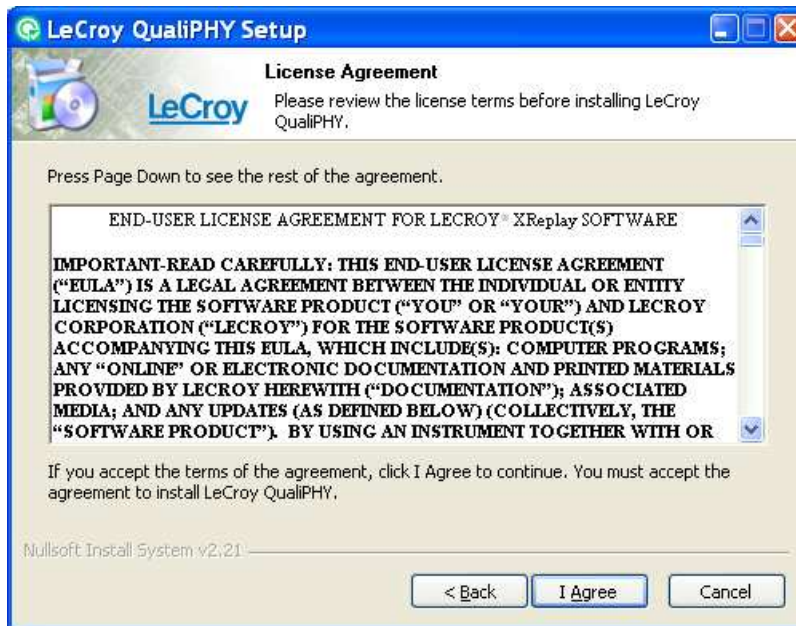 LeCroy QualiPHY Setup
License Agreement
LeCroy
Please review the license terms before installing LeCroy
QualiPHY.
Press Page Down to see the rest of the agreement.
END-USER LICENSE AGREEMENT FOR LECROY® XReplay SOFTWARE
IMPORTANT-READ CAREFULLY: THIS END-USER LICENSE AGREEMENT
(“EULA”) IS A LEGAL AGREEMENT BETWEEN THE INDIVIDUAL OR ENTITY
LICENSING THE SOFTWARE PRODUCT (“YOU” OR “YOUR”) AND LECROY
CORPORATION (“LECROY”) FOR THE SOFTWARE PRODUCT(S)
ACCOMPANYING THIS EULA, WHICH INCLUDE(S): COMPUTER PROGRAMS;
ANY “ONLINE” OR ELECTRONIC DOCUMENTATION AND PRINTED MATERIALS
PROVIDED BY LECROY HEREWITH (“DOCUMENTATION”); ASSOCIATED
MEDIA; AND ANY UPDATES (AS DEFINED BELOW) (COLLECTIVELY, THE
“SOFTWARE PRODUCT”).  BY USING AN INSTRUMENT TOGETHER WITH OR
If you accept the terms of the agreement, click I Agree to continue. You must accept the
agreement to install LeCroy QualiPHY.
Nullsoft Install System v2.21
< Back
I Agree
Cancel